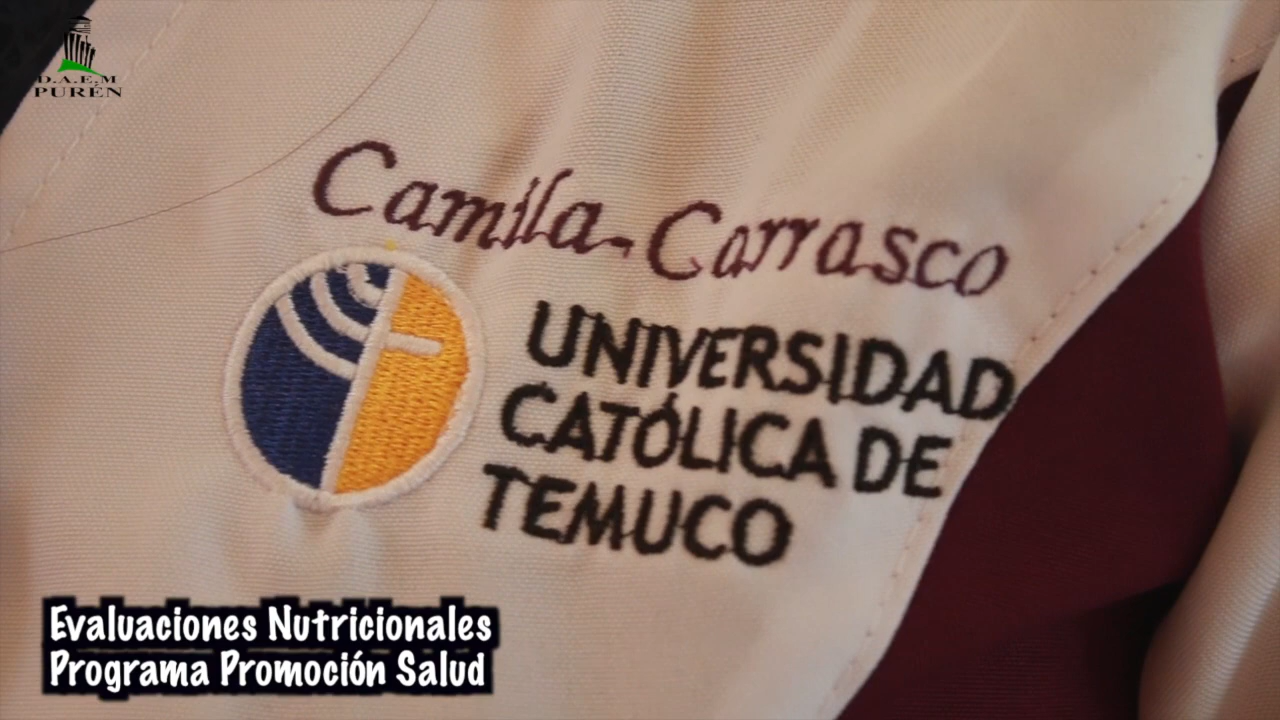 D.A.E.M
PURÉN
Camila Carrasco
UNIVERSIDAD
CATÓLICA DE
TEMUCO
Evaluaciones Nutricionales
Programa Promoción Salud